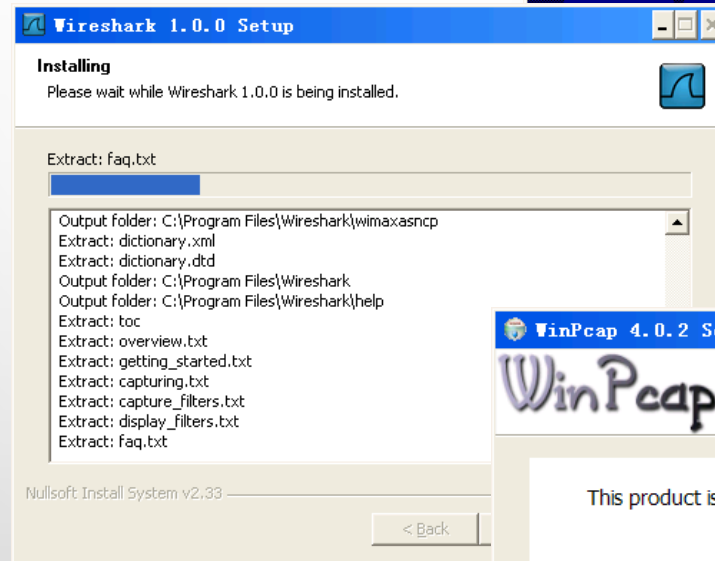 Wireshark 1.0.0 Setup
Installing
Please wait while Wireshark 1.0.0 is being installed.
Extract: faq.txt
Output folder: C:\Program Files\Wireshark\wimaxasncp
Extract: dictionary.xml
Extract: dictionary.dtd
Output folder: C:\Program Files\Wireshark
Output folder: C:\Program Files\Wireshark\help
Extract: toc
Extract: overview.txt
Extract: getting_started.txt
Extract: capturing.txt
Extract: capture_filters.txt
Extract: display_filters.txt
Extract: faq.txt
Nullsoft Install System v2.33
< Back
WinPcap 4.0.2 S
WinPcap
This product is